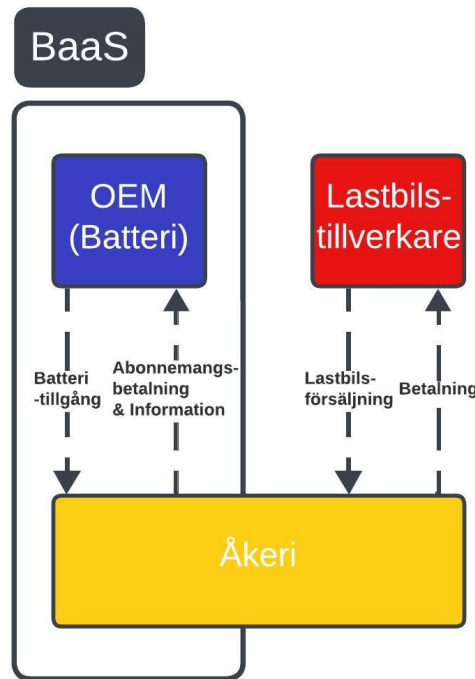 BaaS
OEM
(Batteri)
Lastbils-
tillverkare
Batteri
-tillgång
Abonnemangs-
betalning
& Information
Lastbils-
försäljning
Betalning
Åkeri